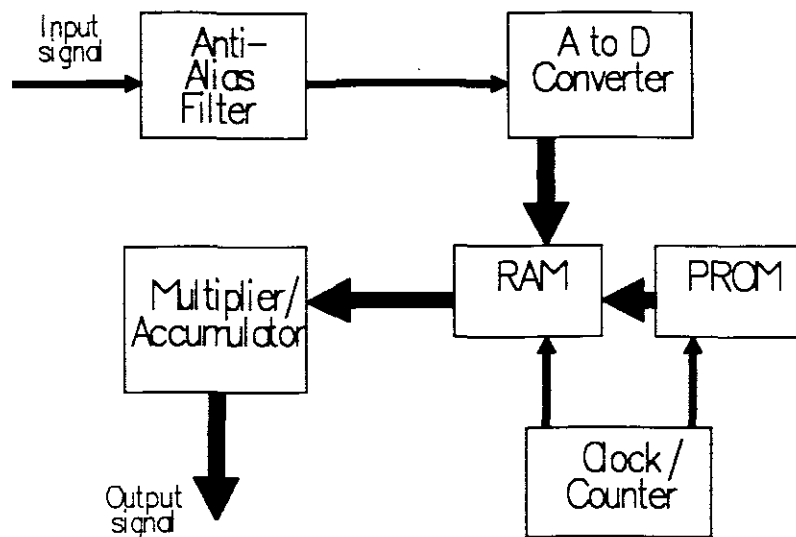 Input
signal
Anti-
Alias
Filter
A to D
Converter
RAM
PROM
Multiplier/
Accumulator
Clock/
Counter
Output
signal